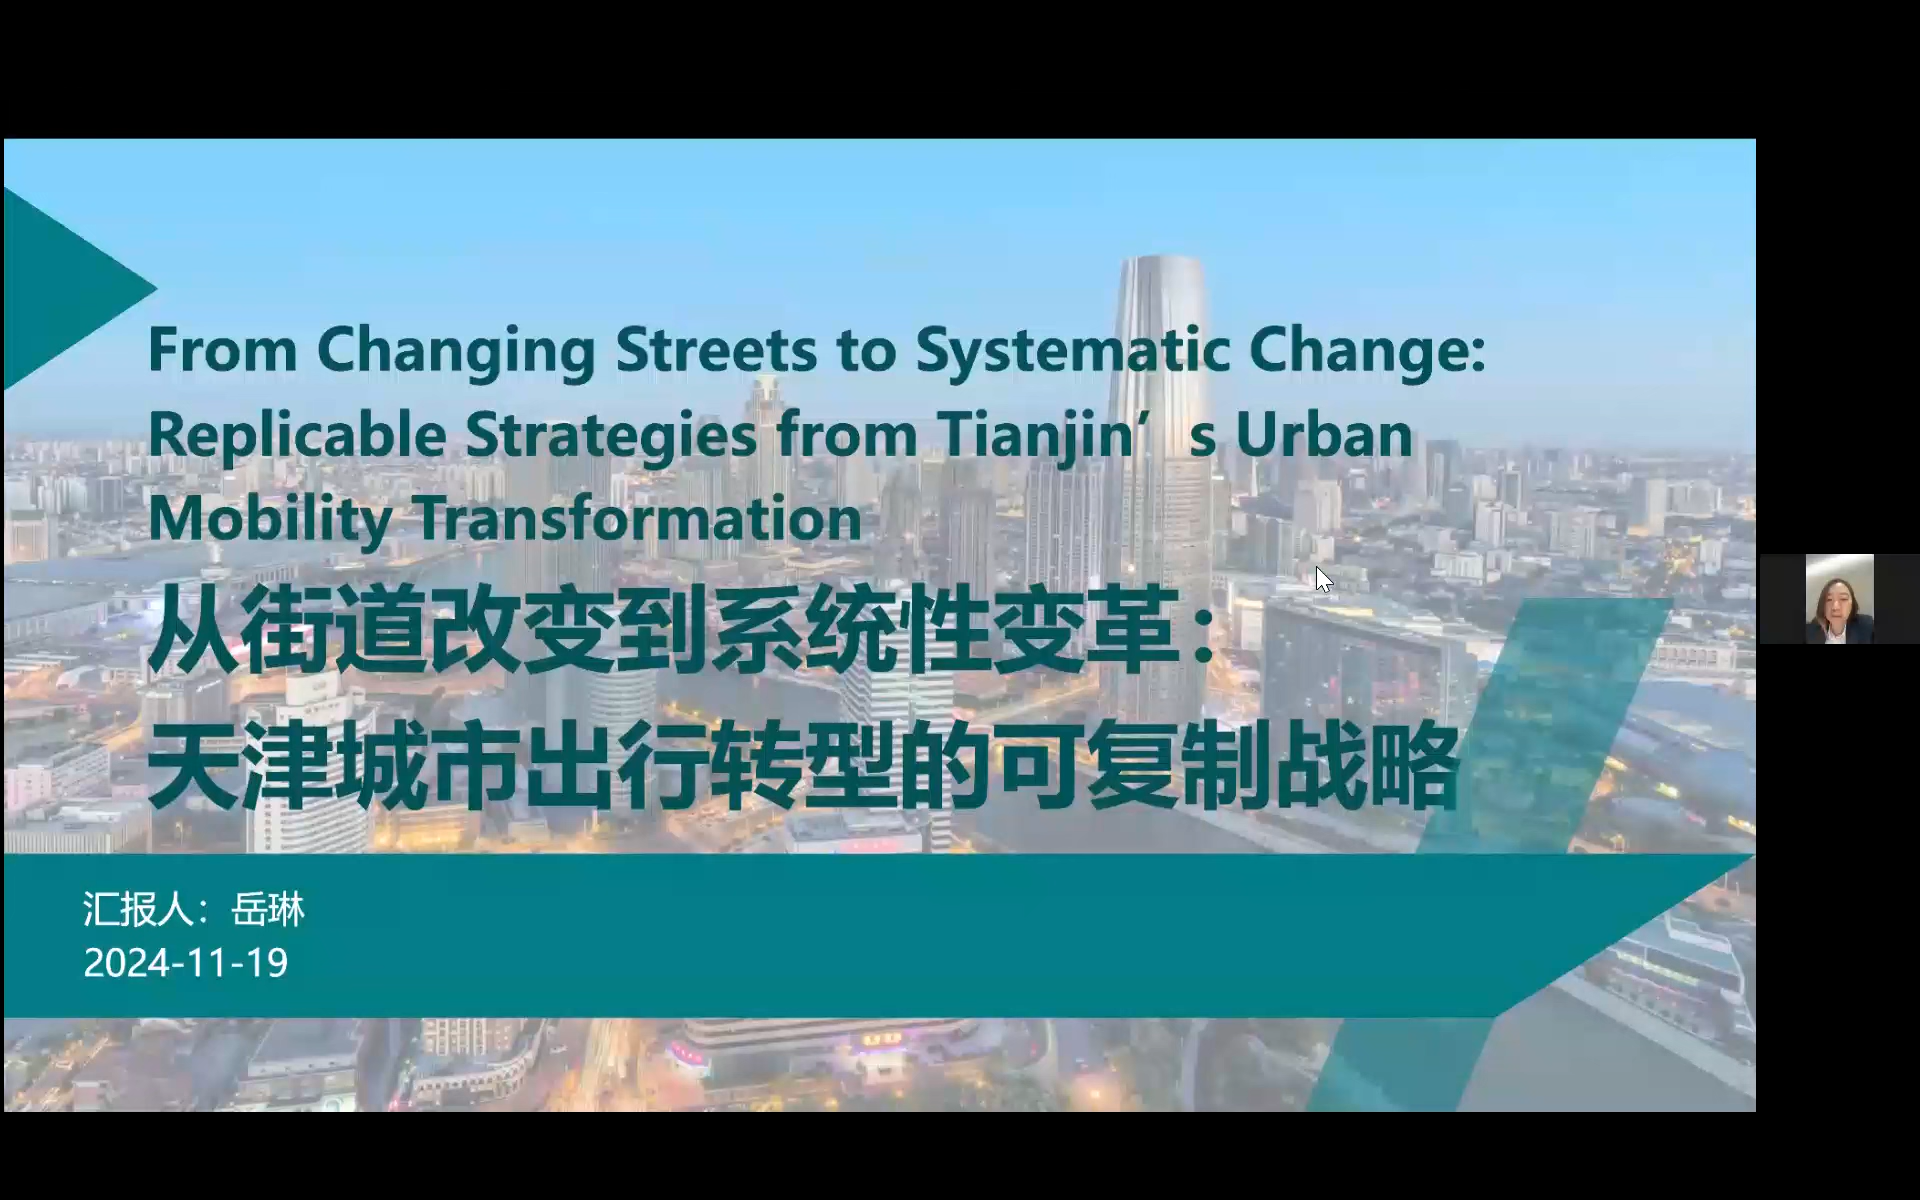 From Changing Streets to Systematic Change:
Replicable Strategies from Tianjin’s Urban
Mobility Transformation
从街道改变到系统性变革：
天津城市出行转型的可复制战略
汇报人：岳琳
2024-11-19